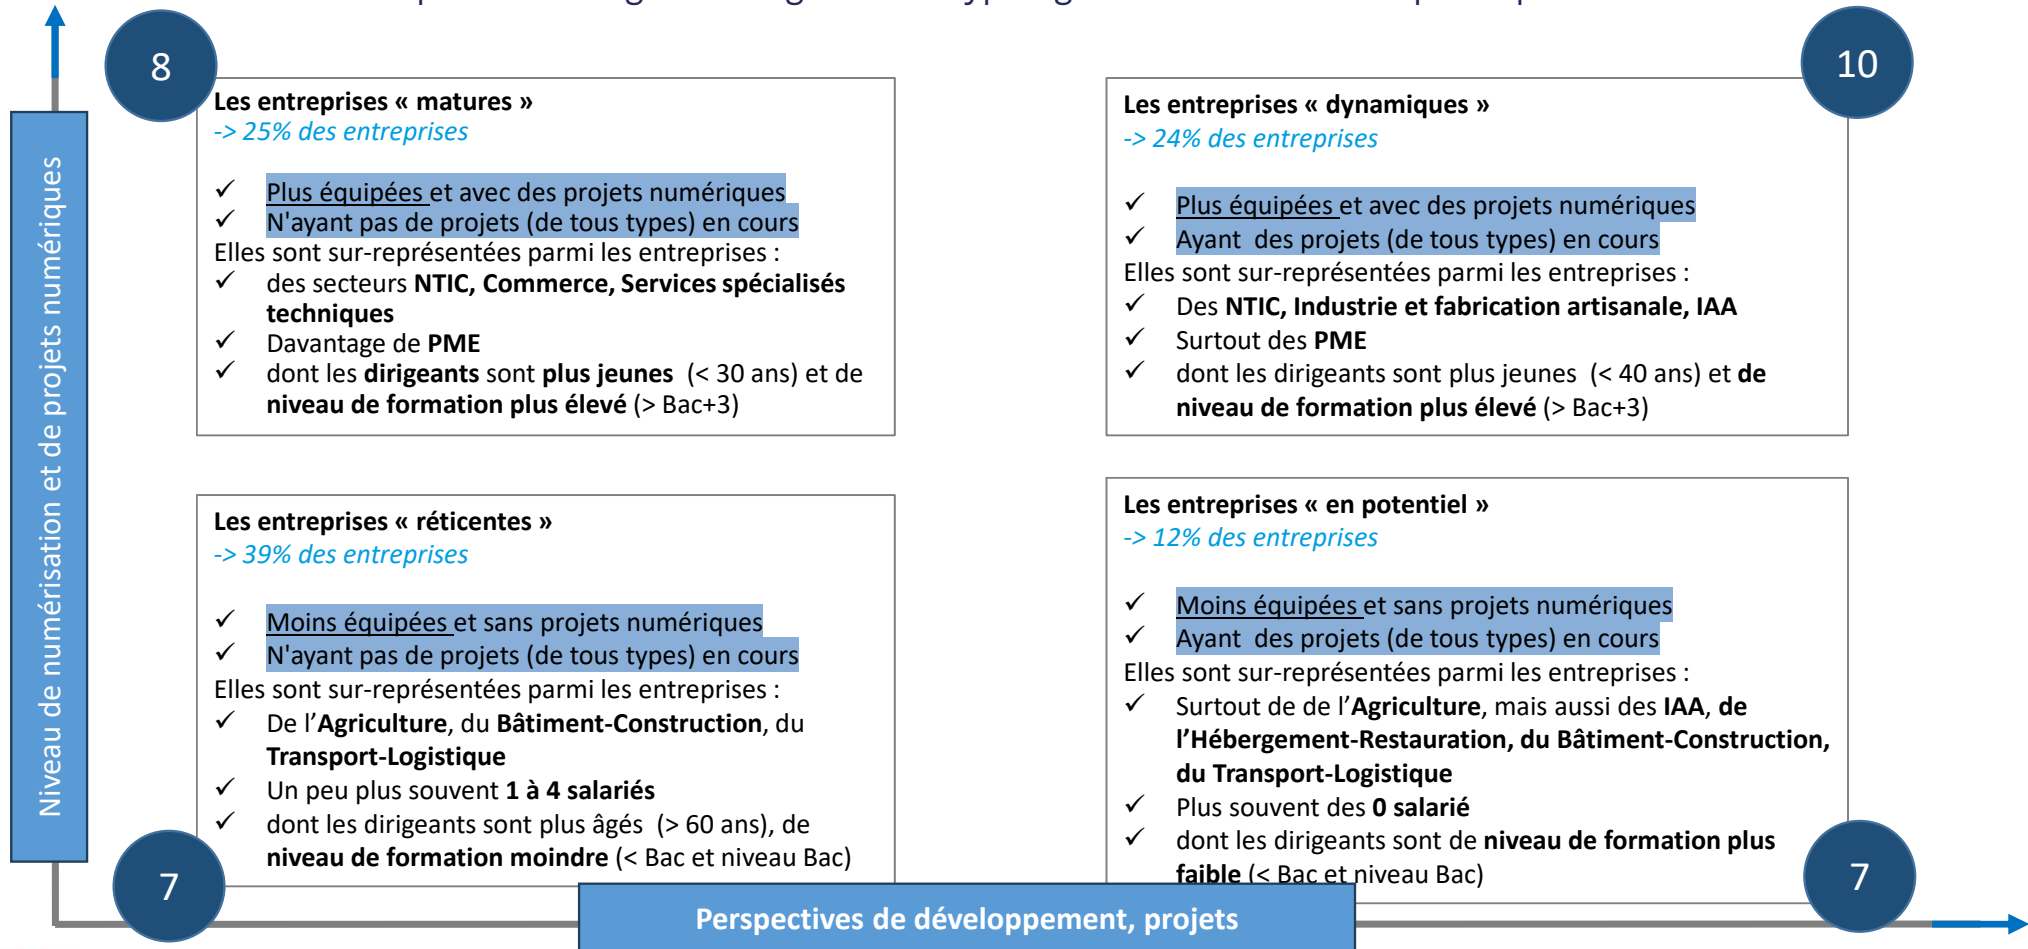 8
Les entreprises « matures »
-> 25% des entreprises
✓ Plus équipées et avec des projets numériques
✓ N'ayant pas de projets (de tous types) en cours
Elles sont sur-représentées parmi les entreprises :
✓ des secteurs NTIC, Commerce, Services spécialisés
techniques
✓ Davantage de PME
✓ dont les dirigeants sont plus jeunes (< 30 ans) et de
niveau de formation plus élevé (> Bac+3)
10
Les entreprises « dynamiques »
-> 24% des entreprises
✓ Plus équipées et avec des projets numériques
✓ Ayant des projets (de tous types) en cours
Elles sont sur-représentées parmi les entreprises :
✓ Des NTIC, Industrie et fabrication artisanale, IAA
✓ Surtout des PME
✓ dont les dirigeants sont plus jeunes (< 40 ans) et de
niveau de formation plus élevé (> Bac+3)
Niveau de numérisation et de projets numériques
Les entreprises « réticentes »
-> 39% des entreprises
✓ Moins équipées et sans projets numériques
✓ N'ayant pas de projets (de tous types) en cours
Elles sont sur-représentées parmi les entreprises :
✓ De l'Agriculture, du Bâtiment-Construction, du
Transport-Logistique
✓ Un peu plus souvent 1 à 4 salariés
✓ dont les dirigeants sont plus âgés (> 60 ans), de
niveau de formation moindre (< Bac et niveau Bac)
7
Les entreprises « en potentiel »
-> 12% des entreprises
✓ Moins équipées et sans projets numériques
✓ Ayant des projets (de tous types) en cours
Elles sont sur-représentées parmi les entreprises :
✓ Surtout de de l'Agriculture, mais aussi des IAA, de
l'Hébergement-Restauration, du Bâtiment-Construction,
du Transport-Logistique
✓ Plus souvent des 0 salarié
✓ dont les dirigeants sont de niveau de formation plus
faible (< Bac et niveau Bac)
7
Perspectives de développement, projets